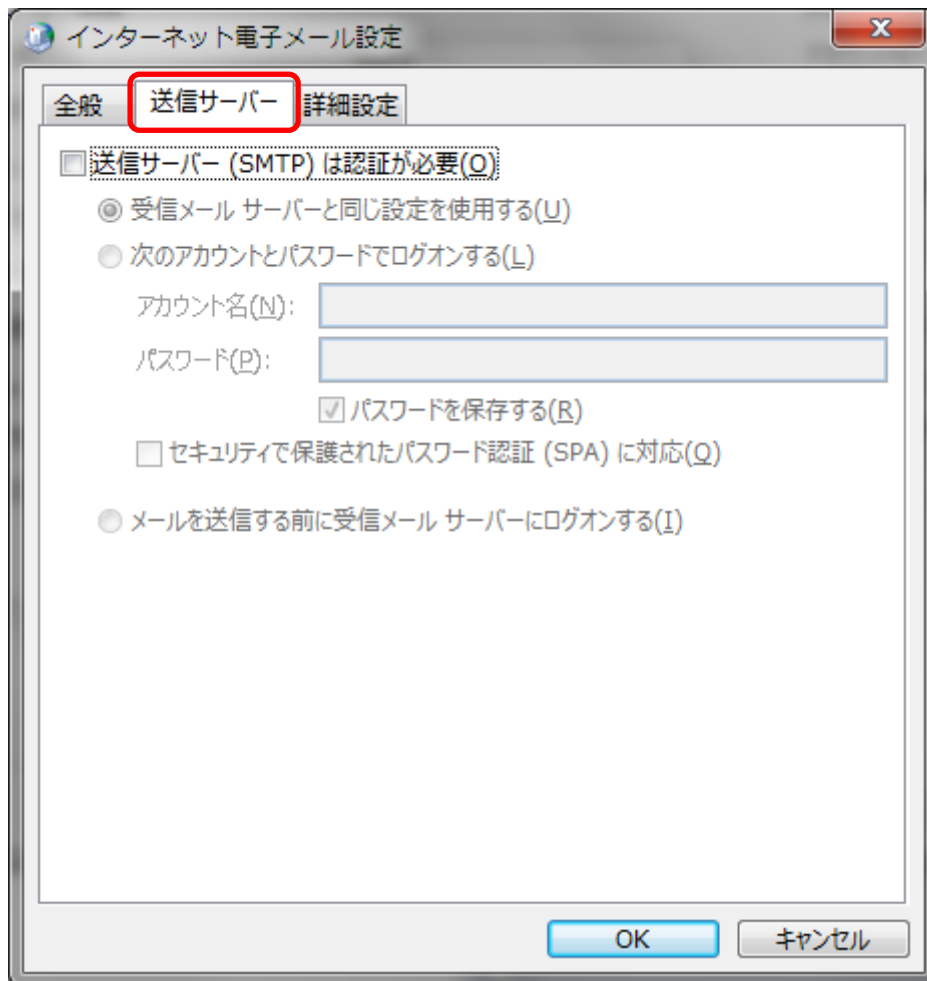 インターネット電子メール設定
全般 送信サーバー 詳細設定
送信サーバー (SMTP) は認証が必要(O)
受信メール サーバーと同じ設定を使用する(U)
次のアカウントとパスワードでログオンする(L)
アカウント名(N):
パスワード(P):
パスワードを保存する(R)
セキュリティで保護されたパスワード認証 (SPA) に対応(Q)
メールを送信する前に受信メール サーバーにログオンする(I)
OK キャンセル